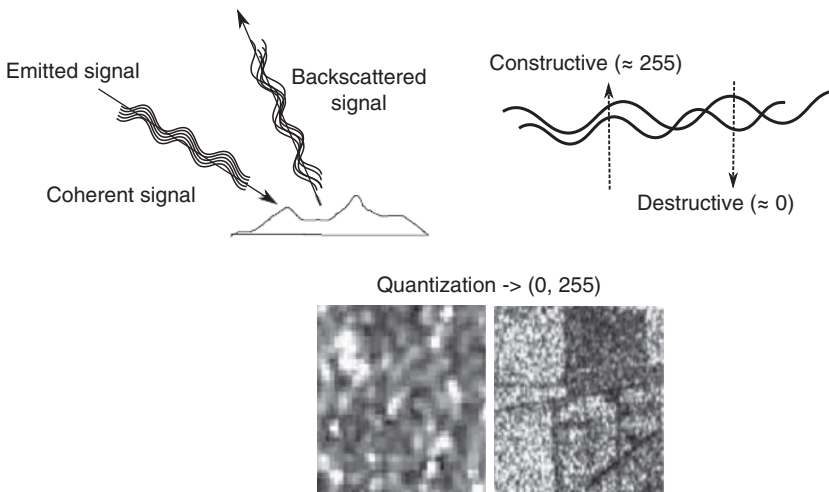 Emitted signal
Backscattered
signal
Coherent signal
Constructive (≈ 255)
Destructive (≈ 0)
Quantization -> (0, 255)